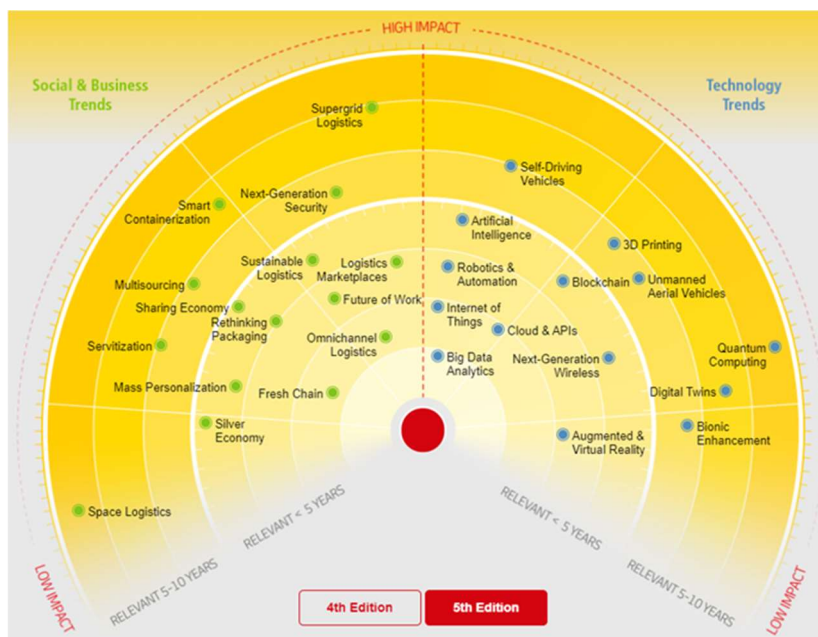 HIGH IMPACT
Social & Business
Trends
Technology
Trends
Supergrid
Logistics
Self-Driving
Vehicles
Next-Generation
Security
Smart
Containerization
Artificial
Intelligence
3D Printing
Sustainable
Logistics
Logistics
Marketplaces
Robotics &
Automation
Blockchain
Unmanned
Aerial Vehicles
Multisourcing
Sharing Economy
Future of Work
Internet of
Things
Rethinking
Packaging
Cloud & APIs
Servitization
Omnichannel
Logistics
Big Data
Analytics
Next-Generation
Wireless
Quantum
Computing
Mass Personalization
Fresh Chain
Digital Twins
Silver
Economy
Augmented &
Virtual Reality
Bionic
Enhancement
Space Logistics
RELEVANT < 5 YEARS
RELEVANT < 5 YEARS
RELEVANT 5-10 YEARS
RELEVANT 5-10 YEARS
LOW IMPACT
LOW IMPACT
4th Edition
5th Edition